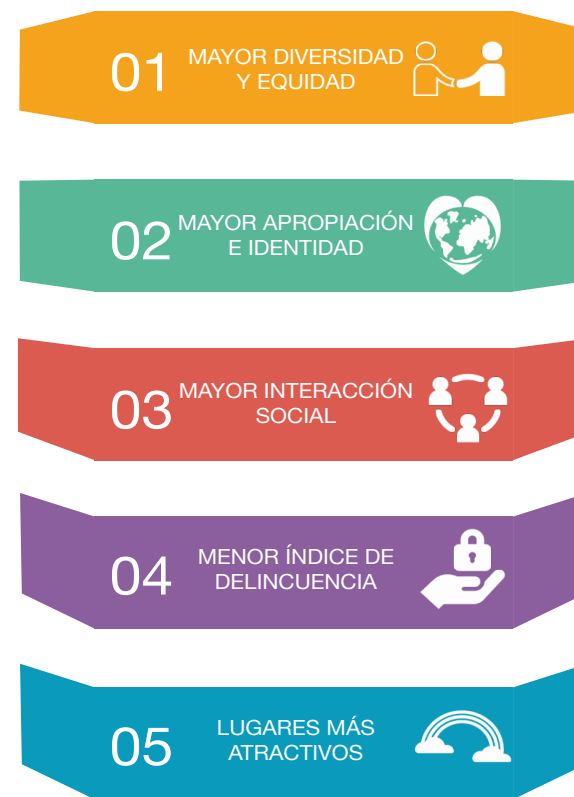 01
MAYOR DIVERSIDAD
Y EQUIDAD
02
MAYOR APROPIACIÓN
E IDENTIDAD
03
MAYOR INTERACCIÓN
SOCIAL
04
MENOR ÍNDICE DE
DELINCUENCIA
05
LUGARES MÁS
ATRACTIVOS